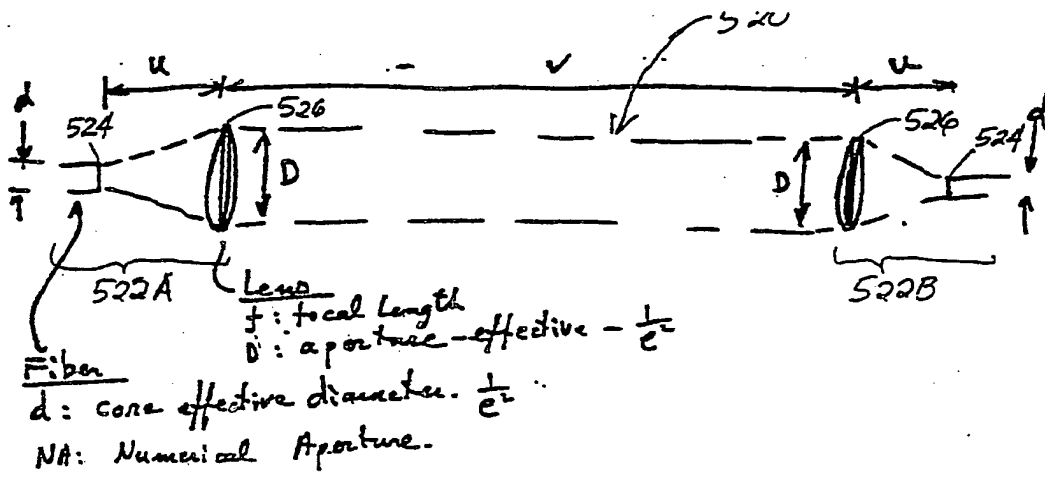 520
u v u
d 524 526 526 524 d
D D
522A 522B
Lens
f: focal Length
D: aperture-effective - 1/e²
Fiber
d: core effective diameter. 1/e²
NA: Numerical Aperture.